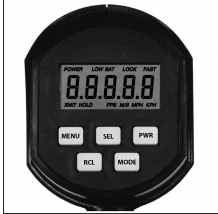 POWER LOW BAT LOCK FAST
8.8.8.8.8
XMIT HOLD FPS M/S MPH KPH
MENU SEL PWR
RCL MODE